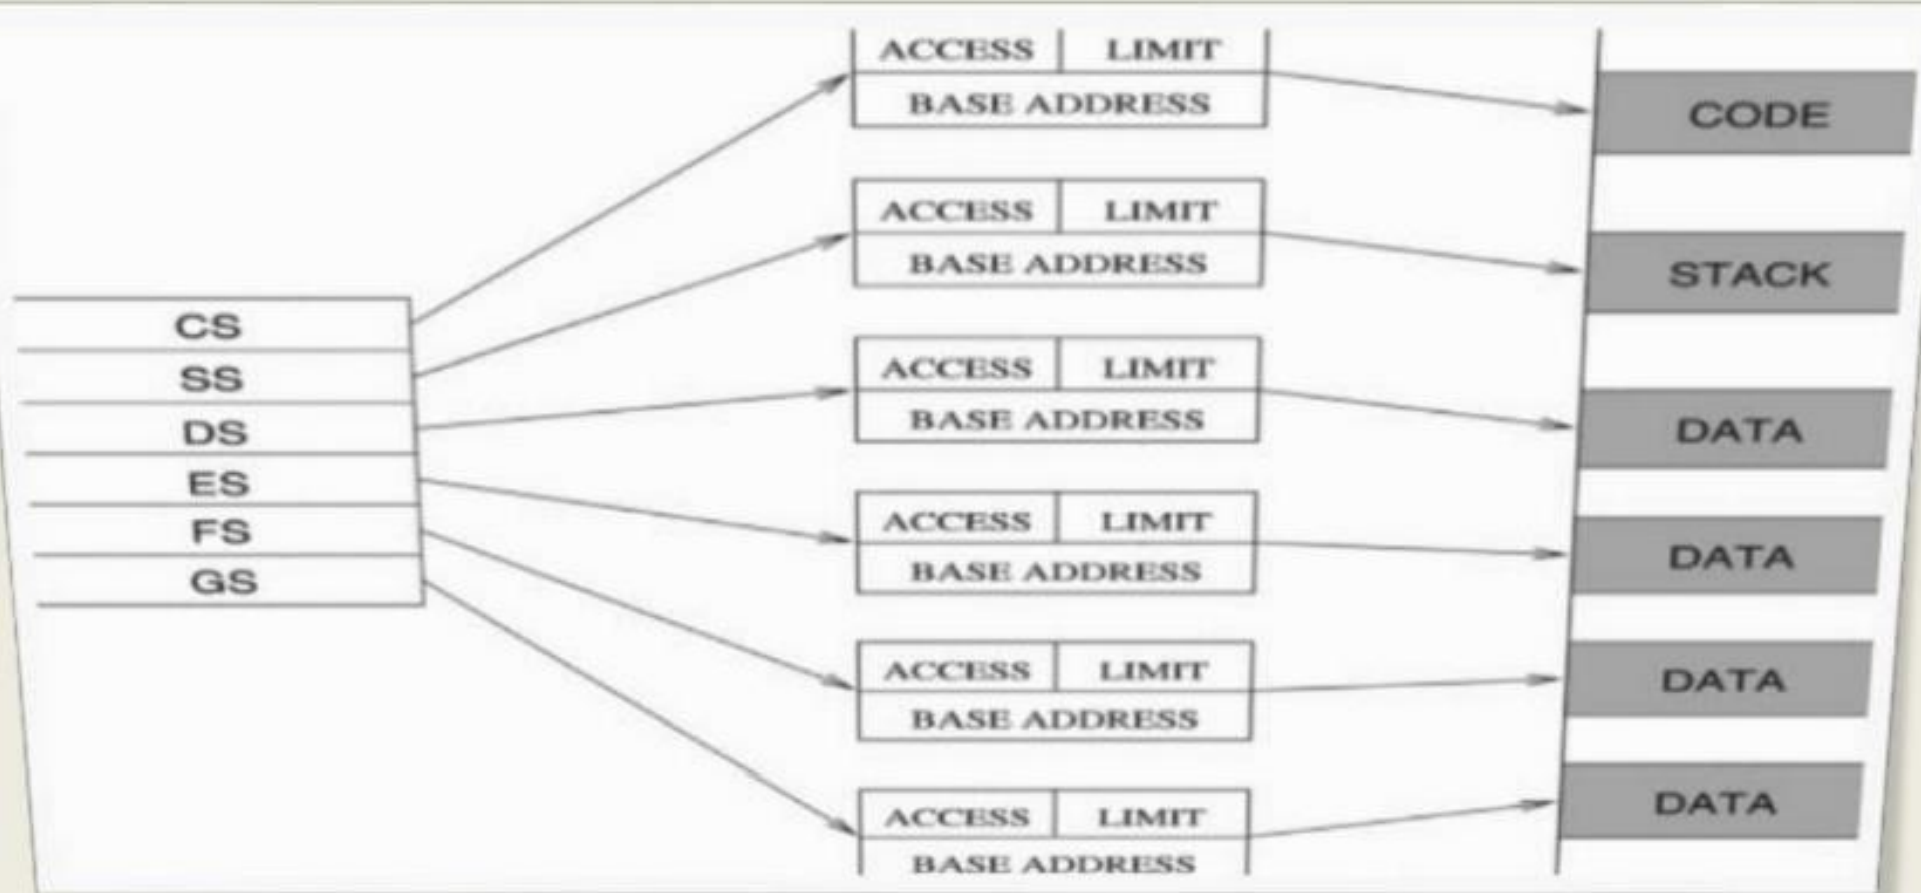 ACCESS LIMIT
BASE ADDRESS
CODE
ACCESS LIMIT
BASE ADDRESS
STACK
CS
SS
DS
ES
FS
GS
ACCESS LIMIT
BASE ADDRESS
DATA
ACCESS LIMIT
BASE ADDRESS
DATA
ACCESS LIMIT
BASE ADDRESS
DATA
ACCESS LIMIT
BASE ADDRESS
DATA